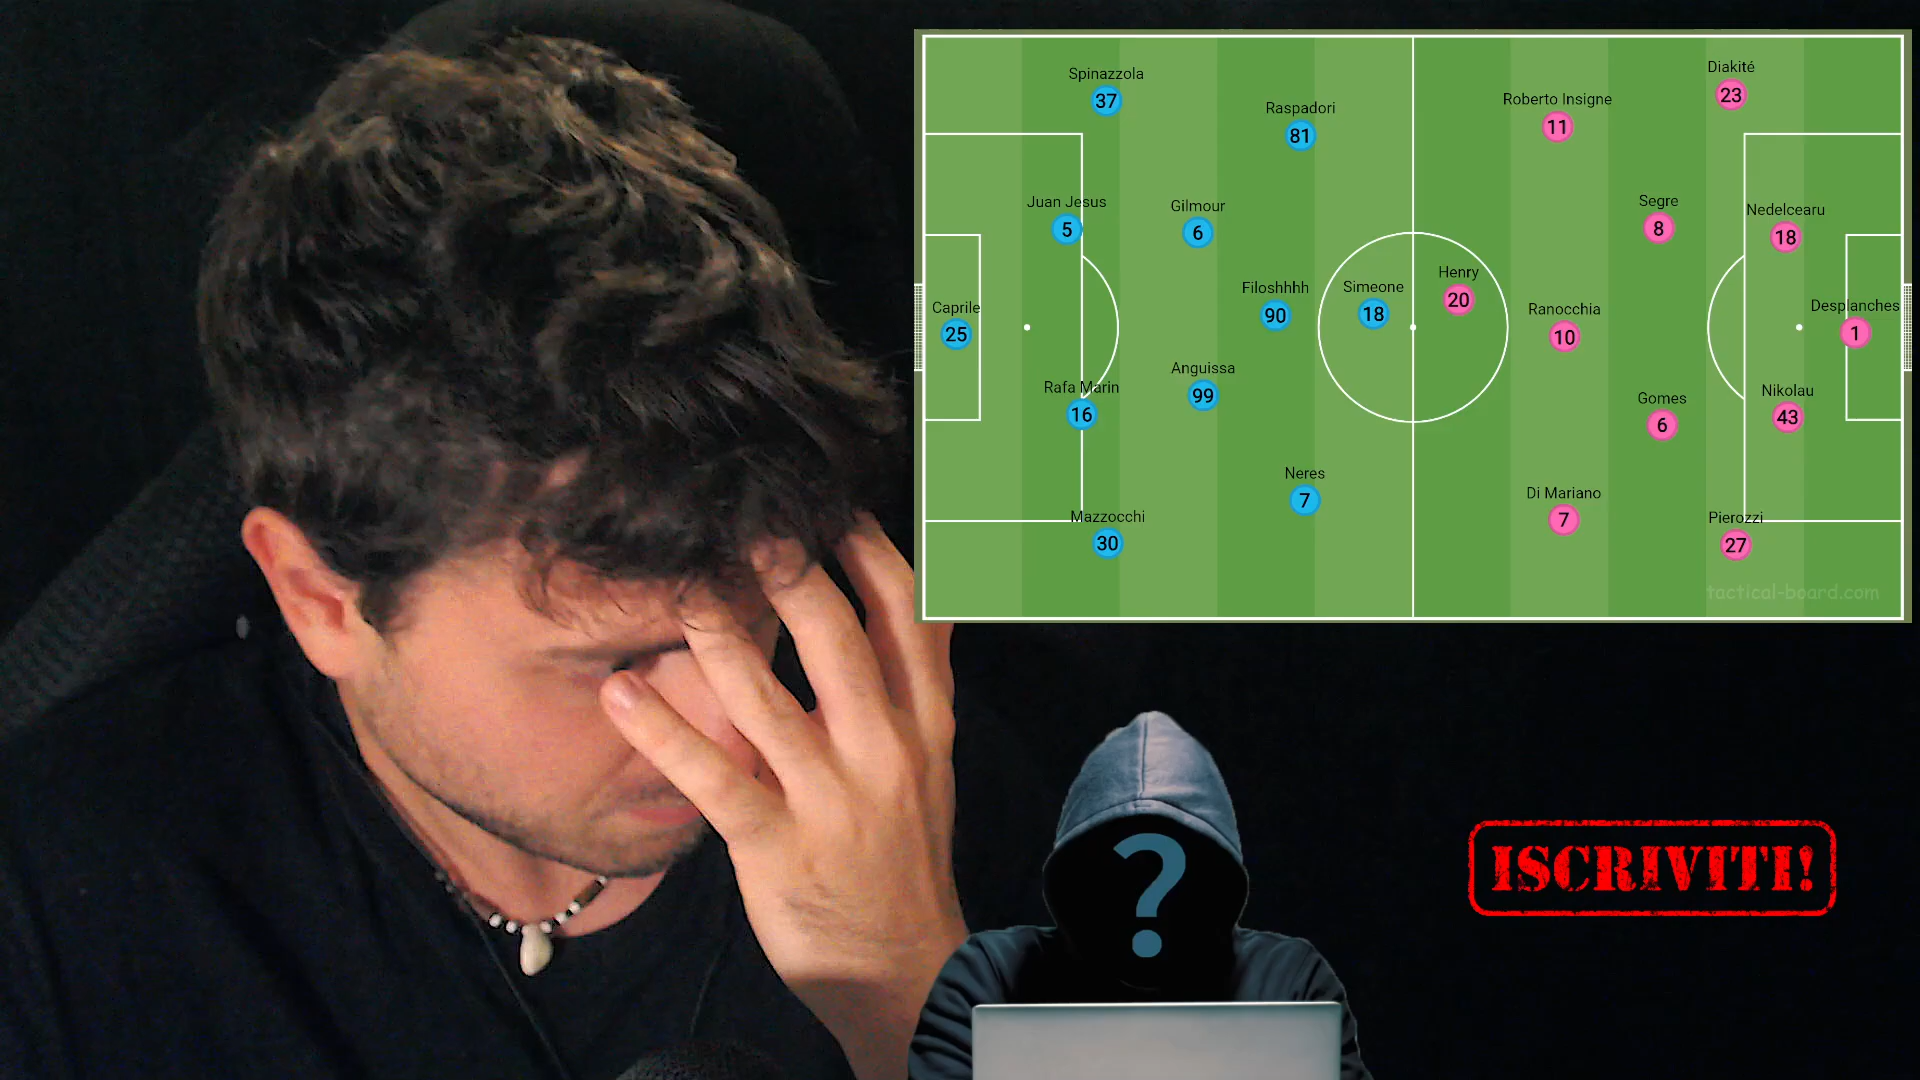 Spinazzola
37
Raspadori
81
Roberto Insigne
11
Diakité
23
Juan Jesus
5
Gilmour
6
Segre
8
Nedelcearu
18
Caprile
25
Filoshhhh
90
Simeone
18
Henry
20
Ranocchia
10
Desplanches
1
Rafa Marin
16
Anguissa
99
Gomes
6
Nikolau
43
Mazzocchi
30
Neres
7
Di Mariano
7
Pierozzi
27
tactical-board.com
?
ISCRIVITI!